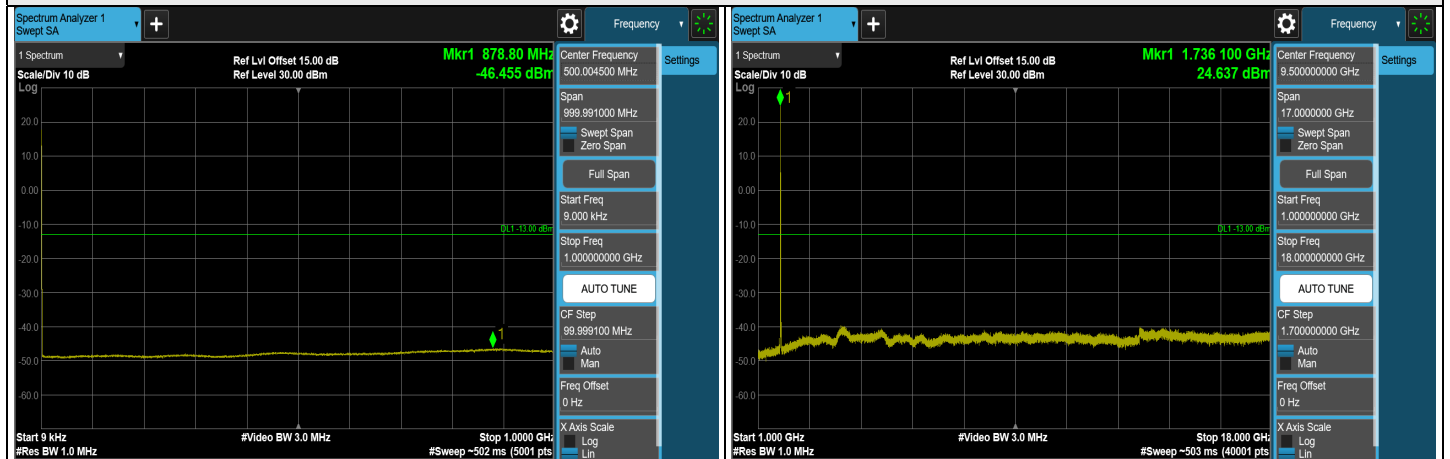 Spectrum Analyzer 1
Swept SA
+
Frequency
1 Spectrum
Scale/Div 10 dB
Log
Ref Lvl Offset 15.00 dB
Ref Level 30.00 dBm
Mkr1 878.80 MHz
-46.455 dBm
1
20.0
10.0
0.00
-10.0
-20.0
-30.0
-40.0
-50.0
-60.0
DL1 -13.00 dBm
Start 9 kHz
#Res BW 1.0 MHz
#Video BW 3.0 MHz
Stop 1.0000 GHz
#Sweep ~502 ms (5001 pts)
Center Frequency
500.004500 MHz
Settings
Span
999.991000 MHz
Swept Span
Zero Span
Full Span
Start Freq
9.000 kHz
Stop Freq
1.000000000 GHz
AUTO TUNE
CF Step
99.999100 MHz
Auto
Man
Freq Offset
0 Hz
X Axis Scale
Log
Lin
Spectrum Analyzer 1
Swept SA
+
Frequency
1 Spectrum
Scale/Div 10 dB
Log
Ref Lvl Offset 15.00 dB
Ref Level 30.00 dBm
Mkr1 1.736 100 GHz
24.637 dBm
1
20.0
10.0
0.00
-10.0
-20.0
-30.0
-40.0
-50.0
-60.0
DL1 -13.00 dBm
Start 1.000 GHz
#Res BW 1.0 MHz
#Video BW 3.0 MHz
Stop 18.000 GHz
#Sweep ~503 ms (40001 pts)
Center Frequency
9.500000000 GHz
Settings
Span
17.0000000 GHz
Swept Span
Zero Span
Full Span
Start Freq
1.000000000 GHz
Stop Freq
18.000000000 GHz
AUTO TUNE
CF Step
1.700000000 GHz
Auto
Man
Freq Offset
0 Hz
X Axis Scale
Log
Lin